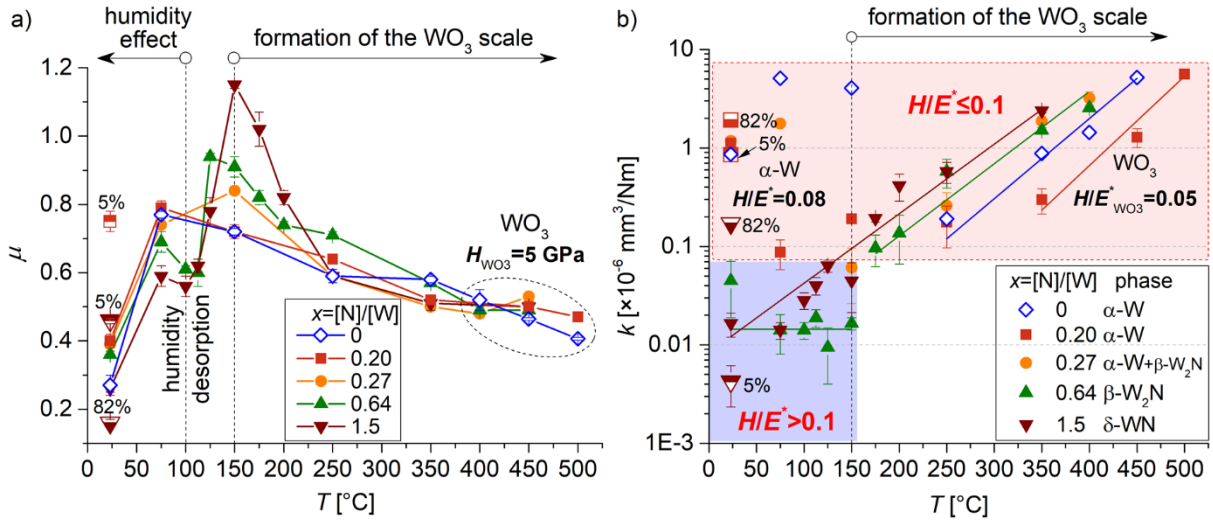 a)
humidity
effect
formation of the WO3 scale
μ
1.2
1.0
0.8
0.6
0.4
0.2
5%
5%
82%
humidity
desorption
WO3
HWO3=5 GPa
x=[N]/[W]
0
0.20
0.27
0.64
1.5
0 50 100 150 200 250 300 350 400 450 500
T [°C]
b)
formation of the WO3 scale
k [×10-6 mm3/Nm]
10
1
0.1
0.01
1E-3
H/E*≤0.1
82%
5%
α-W
H/E*=0.08
82%
WO3
H/E*WO3=0.05
5%
H/E*>0.1
x=[N]/[W] phase
0 α-W
0.20 α-W
0.27 α-W+β-W2N
0.64 β-W2N
1.5 δ-WN
0 50 100 150 200 250 300 350 400 450 500
T [°C]